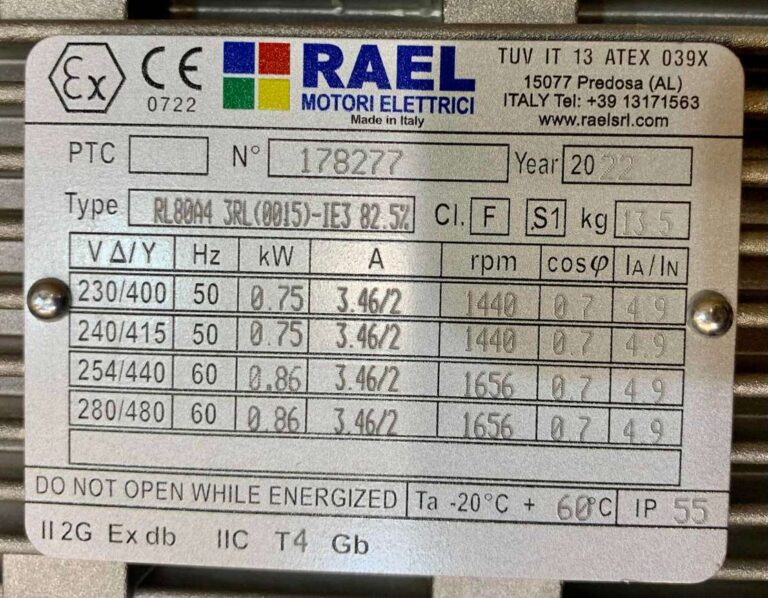 Ex CE 0722 RAEL TUV IT 13 ATEX 039X
MOTORI ELETTRICI 15077 Predosa (AL)
Made in Italy ITALY Tel: +39 13171563
www.raelsrl.com
PTC N° 178277 Year 2022
Type RL80A4 3RL(0015)-IE3 82.5% Cl. F S1 kg 13.5
V Δ/Y Hz kW A rpm cosφ IA/IN
230/400 50 0.75 3.46/2 1440 0.7 4.9
240/415 50 0.75 3.46/2 1440 0.7 4.9
254/440 60 0.86 3.46/2 1656 0.7 4.9
280/480 60 0.86 3.46/2 1656 0.7 4.9
DO NOT OPEN WHILE ENERGIZED Ta -20°C + 60°C IP 55
II 2G Ex db IIC T4 Gb